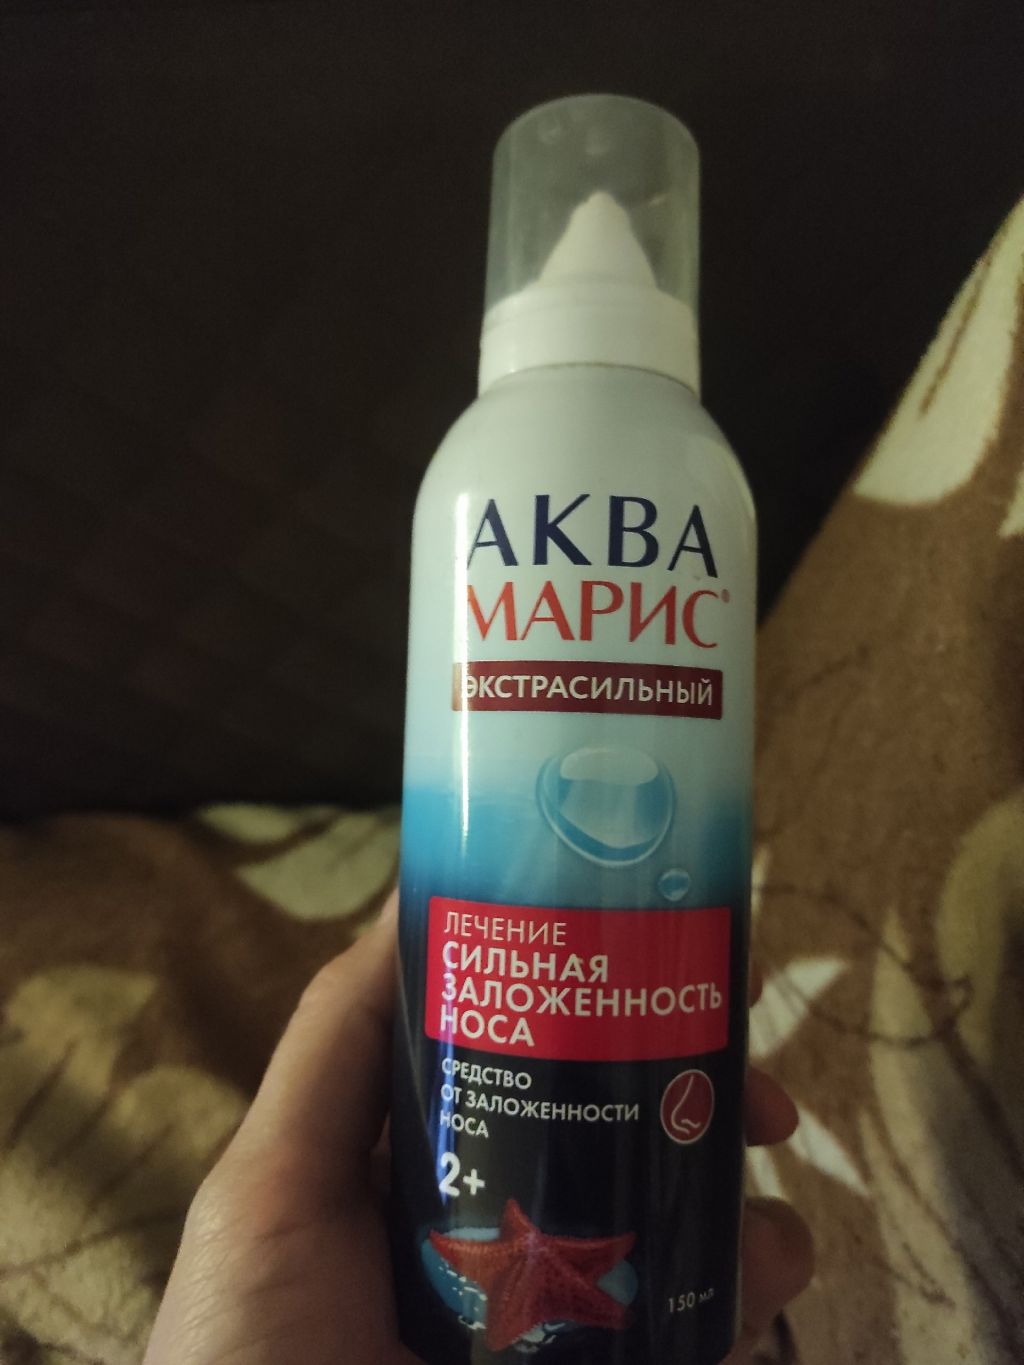 АКВА
МАРИС®
ЭКСТРАСИЛЬНЫЙ
ЛЕЧЕНИЕ
СИЛЬНАЯ
ЗАЛОЖЕННОСТЬ
НОСА
СРЕДСТВО
ОТ ЗАЛОЖЕННОСТИ
НОСА
2+
150 мл